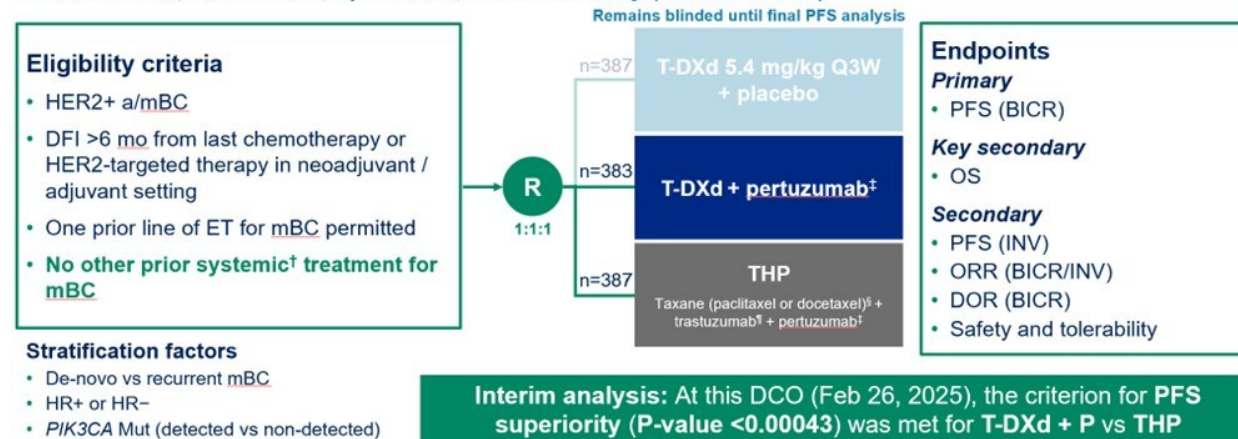 Remains blinded until final PFS analysis
Eligibility criteria
• HER2+ a/mBC
• DFI >6 mo from last chemotherapy or
HER2-targeted therapy in neoadjuvant /
adjuvant setting
• One prior line of ET for mBC permitted
• No other prior systemic† treatment for
mBC
R
1:1:1
n=387
T-DXd 5.4 mg/kg Q3W
+ placebo
n=383
T-DXd + pertuzumab‡
n=387
THP
Taxane (paclitaxel or docetaxel)§ +
trastuzumab¶ + pertuzumab‡
Endpoints
Primary
• PFS (BICR)
Key secondary
• OS
Secondary
• PFS (INV)
• ORR (BICR/INV)
• DOR (BICR)
• Safety and tolerability
Stratification factors
• De-novo vs recurrent mBC
• HR+ or HR−
• PIK3CA Mut (detected vs non-detected)
Interim analysis: At this DCO (Feb 26, 2025), the criterion for PFS
superiority (P-value <0.00043) was met for T-DXd + P vs THP